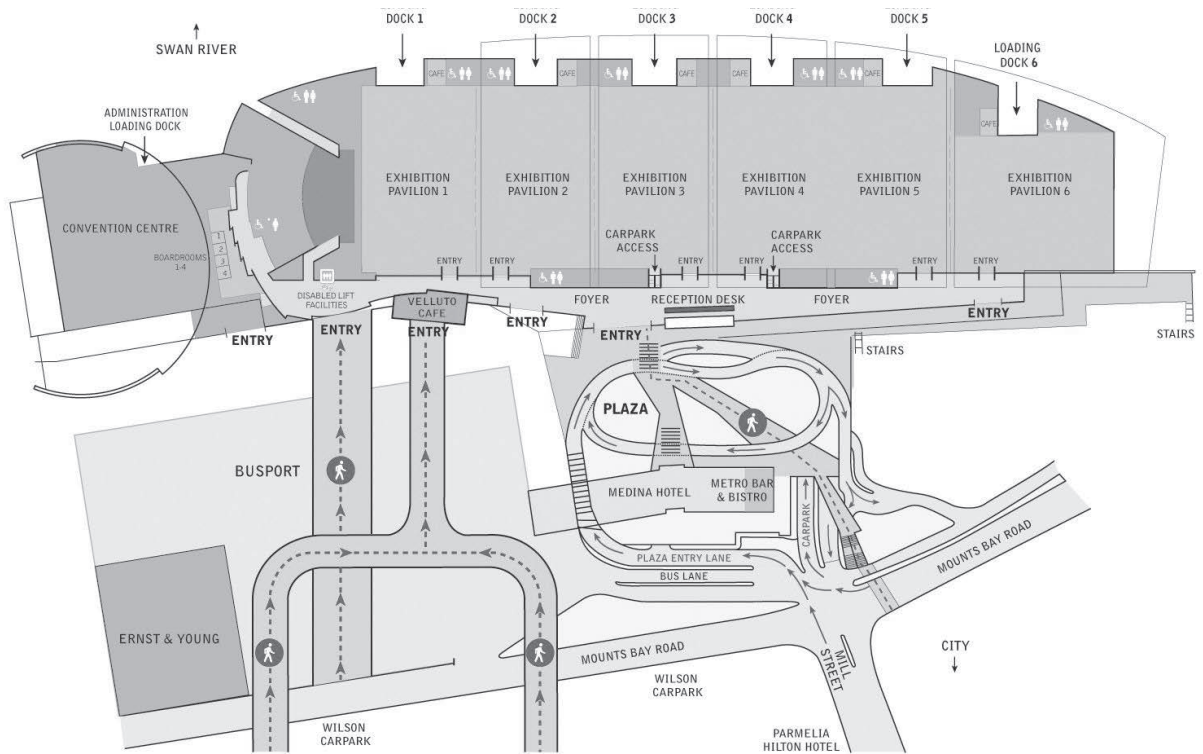 DOCK 1
DOCK 2
DOCK 3
DOCK 4
DOCK 5
SWAN RIVER
LOADING
DOCK 6
CAFE
CAFE
CAFE
CAFE
CAFE
CAFE
ADMINISTRATION
LOADING DOCK
EXHIBITION
PAVILION 1
EXHIBITION
PAVILION 2
EXHIBITION
PAVILION 3
EXHIBITION
PAVILION 4
EXHIBITION
PAVILION 5
EXHIBITION
PAVILION 6
CONVENTION CENTRE
BOARDROOMS
1-4
1
2
3
4
CARPARK
ACCESS
CARPARK
ACCESS
ENTRY
ENTRY
ENTRY
ENTRY
ENTRY
ENTRY
DISABLED LIFT
FACILITIES
VELLUTO
CAFE
FOYER
RECEPTION DESK
FOYER
ENTRY
ENTRY
ENTRY
ENTRY
ENTRY
ENTRY
STAIRS
STAIRS
PLAZA
BUSPORT
MEDINA HOTEL
METRO BAR
& BISTRO
CARPARK
PLAZA ENTRY LANE
BUS LANE
MOUNTS BAY ROAD
ERNST & YOUNG
MOUNTS BAY ROAD
MILL
STREET
CITY
WILSON
CARPARK
WILSON
CARPARK
PARMELIA
HILTON HOTEL